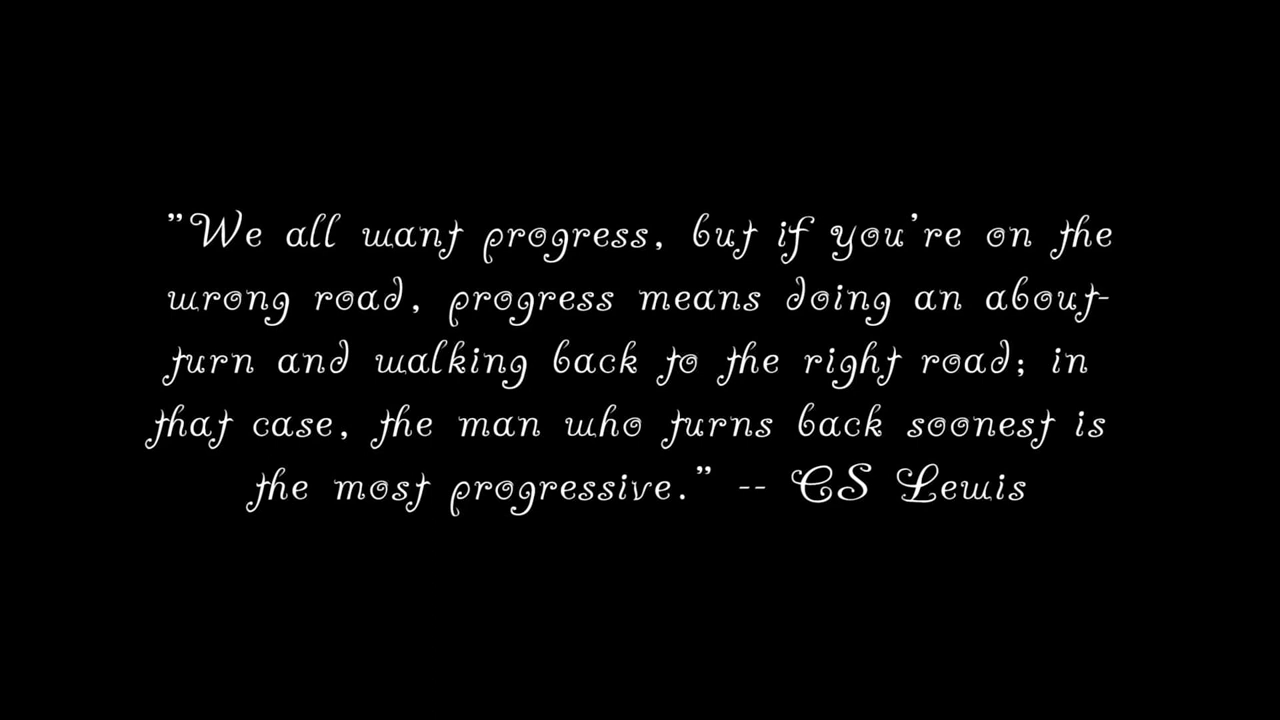 "We all want progress, but if you're on the
wrong road, progress means doing an about-
turn and walking back to the right road; in
that case, the man who turns back soonest is
the most progressive." -- CS Lewis